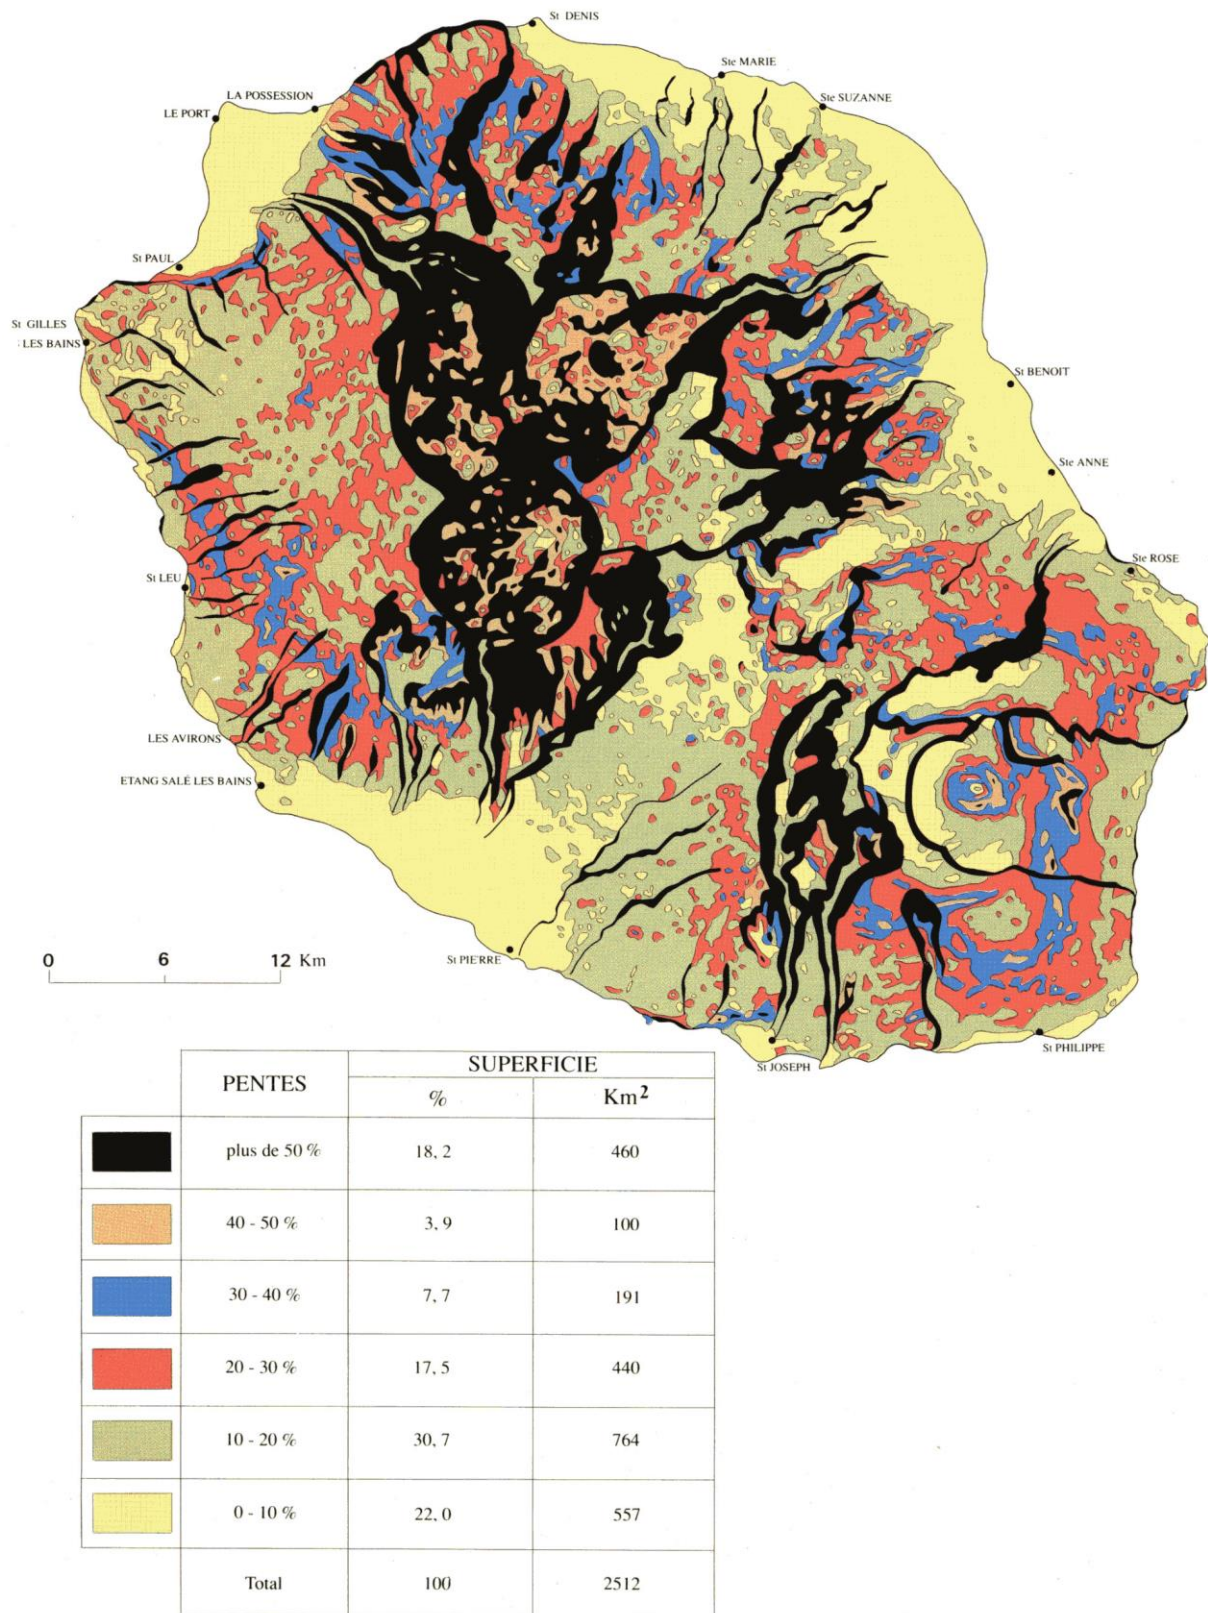 St DENIS
Ste MARIE
LA POSSESSION
Ste SUZANNE
LE PORT
St PAUL
St GILLES
LES BAINS
St BENOIT
Ste ANNE
Ste ROSE
St LEU
LES AVIRONS
ETANG SALÉ LES BAINS
St PIERRE
0 6 12 Km
St PHILIPPE
St JOSEPH
PENTES SUPERFICIE
% Km²
plus de 50 % 18, 2 460
40 - 50 % 3, 9 100
30 - 40 % 7, 7 191
20 - 30 % 17, 5 440
10 - 20 % 30, 7 764
0 - 10 % 22, 0 557
Total 100 2512